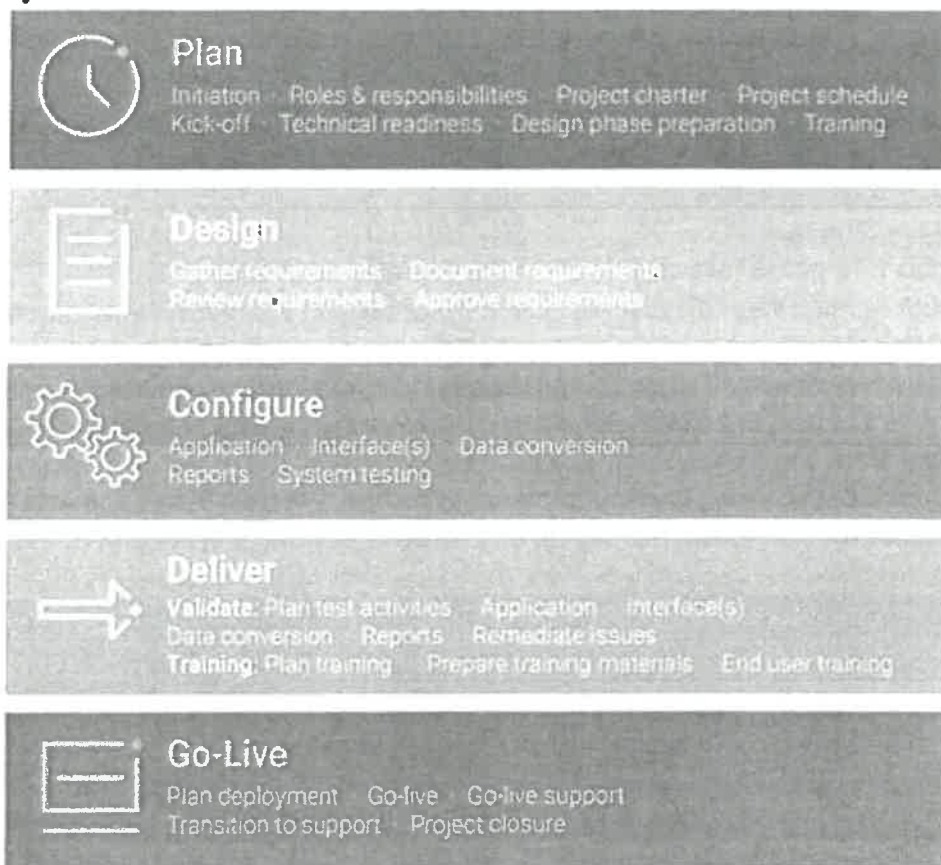 Plan
Initiation · Roles & responsibilities · Project charter · Project schedule
Kick-off · Technical readiness · Design phase preparation · Training
Design
Gather requirements · Document requirements
Review requirements · Approve requirements
Configure
Application · Interface(s) · Data conversion
Reports · System testing
Deliver
Validate: Plan test activities · Application · Interface(s)
Data conversion · Reports · Remediate issues
Training: Plan training · Prepare training materials · End user training
Go-Live
Plan deployment · Go-live · Go-live support
Transition to support · Project closure